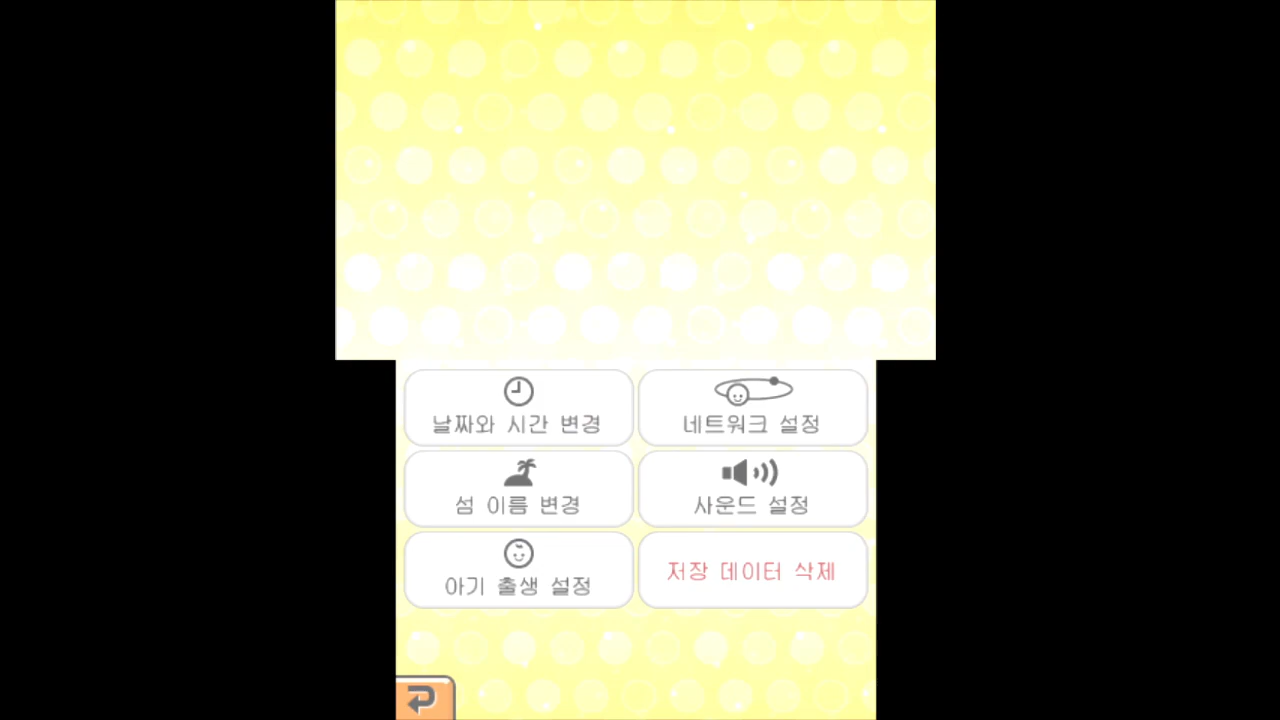 날짜와 시간 변경
네트워크 설정
섬 이름 변경
사운드 설정
아기 출생 설정
저장 데이터 삭제